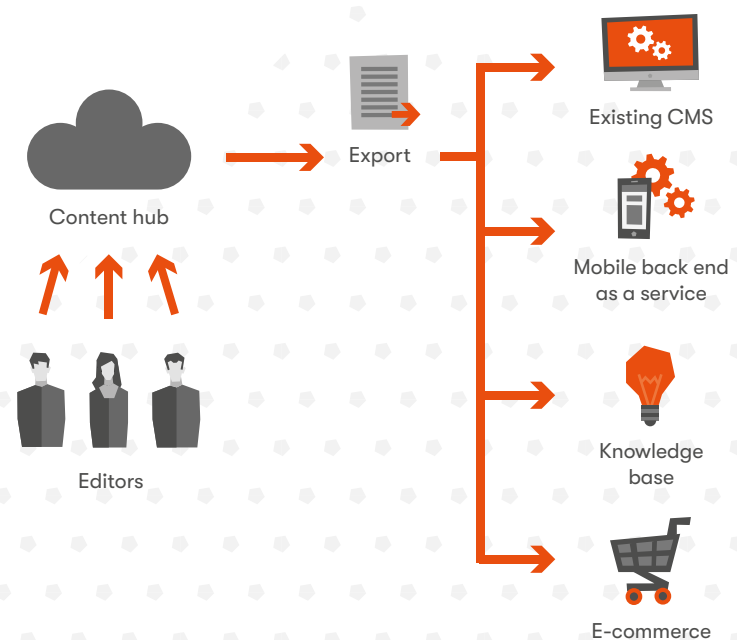 Existing CMS
Export
Content hub
Mobile back end
as a service
Knowledge
base
Editors
E-commerce